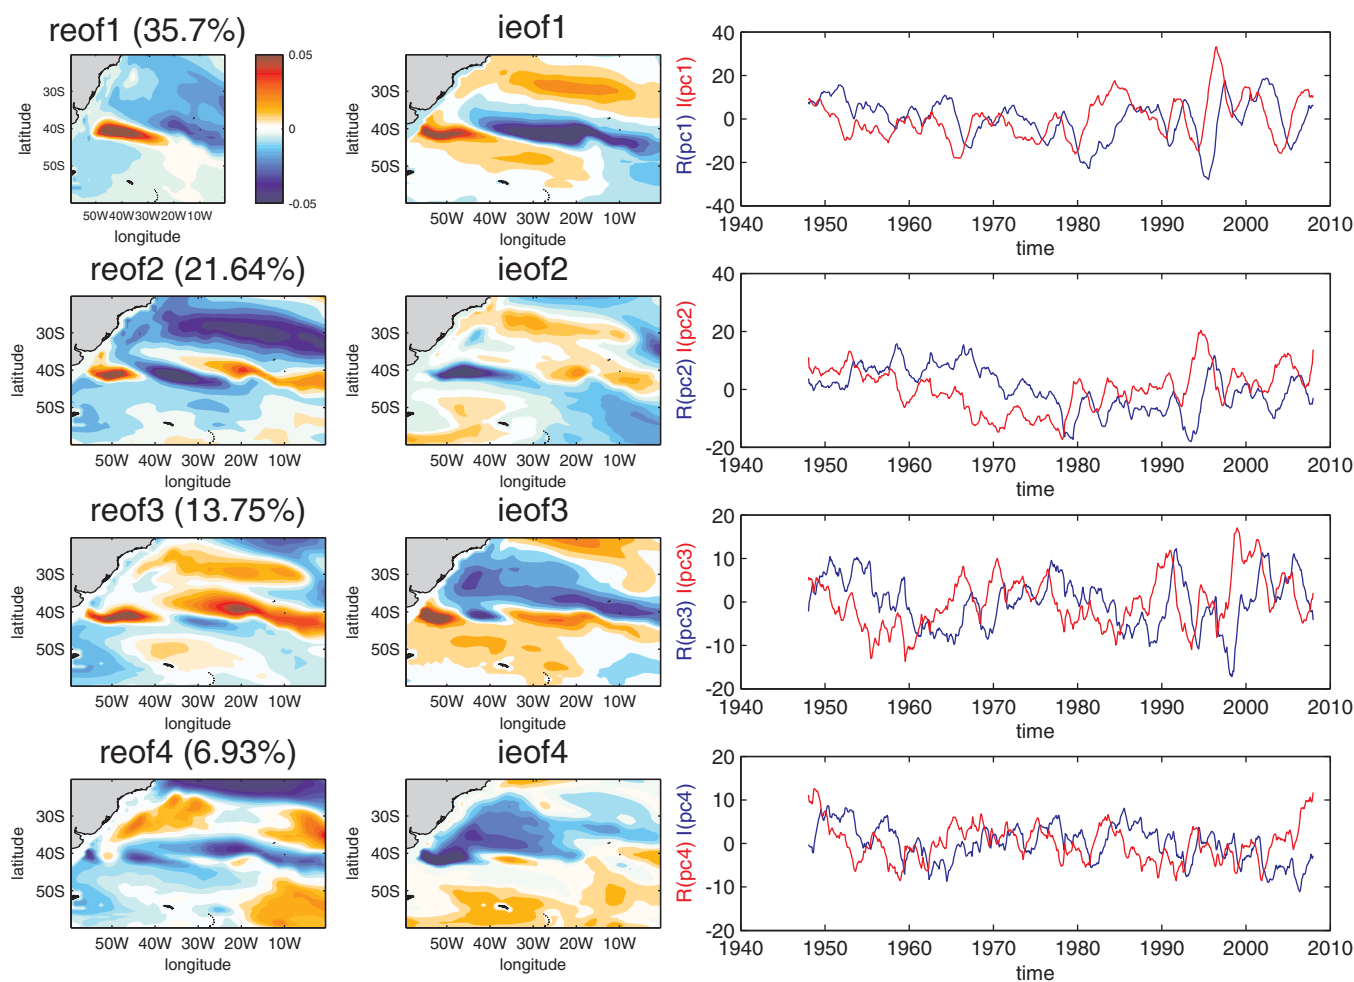 reof1 (35.7%)
0.05
0
-0.05
30S
40S
50S
latitude
50W40W30W20W10W
longitude
ieof1
30S
40S
50S
latitude
50W 40W 30W 20W 10W
longitude
40
20
0
-20
-40
R(pc1) I(pc1)
1940 1950 1960 1970 1980 1990 2000 2010
time
reof2 (21.64%)
30S
40S
50S
latitude
50W 40W 30W 20W 10W
longitude
ieof2
30S
40S
50S
latitude
50W 40W 30W 20W 10W
longitude
40
20
0
-20
R(pc2) I(pc2)
1940 1950 1960 1970 1980 1990 2000 2010
time
reof3 (13.75%)
30S
40S
50S
latitude
50W 40W 30W 20W 10W
longitude
ieof3
30S
40S
50S
latitude
50W 40W 30W 20W 10W
longitude
20
10
0
-10
-20
R(pc3) I(pc3)
1940 1950 1960 1970 1980 1990 2000 2010
time
reof4 (6.93%)
30S
40S
50S
latitude
50W 40W 30W 20W 10W
longitude
ieof4
30S
40S
50S
latitude
50W 40W 30W 20W 10W
longitude
20
10
0
-10
-20
R(pc4) I(pc4)
1940 1950 1960 1970 1980 1990 2000 2010
time